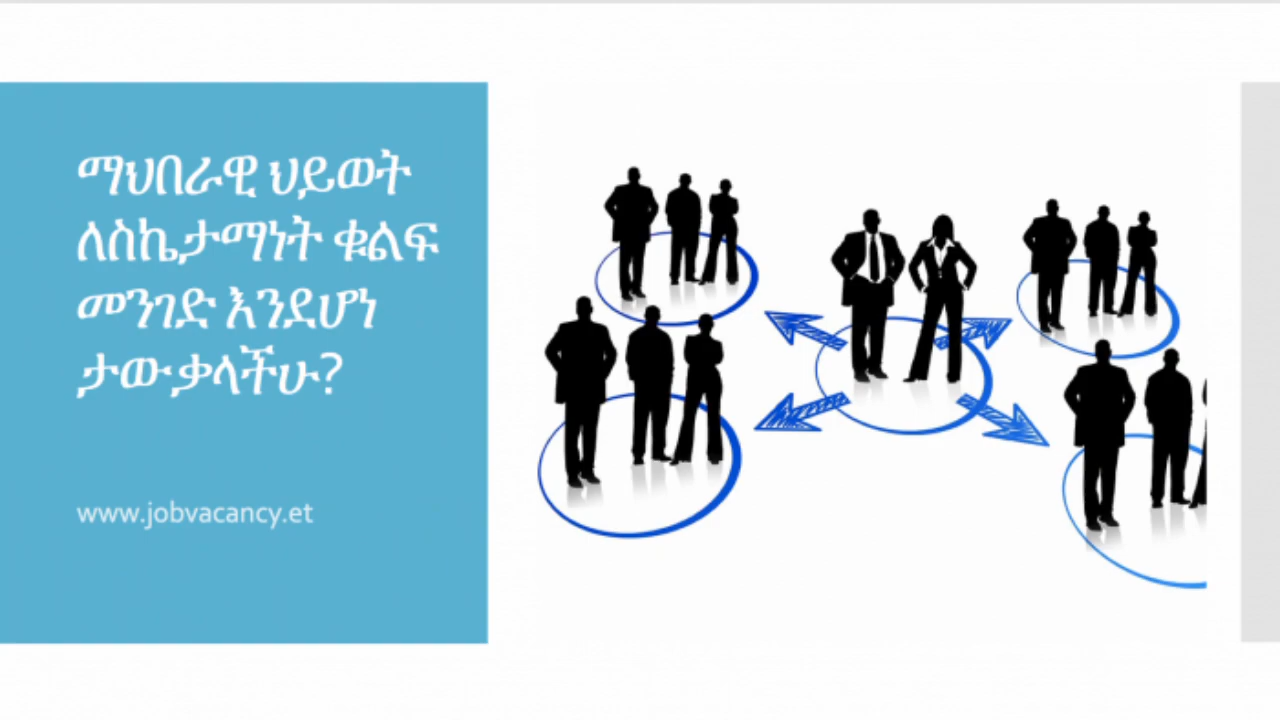 ማህበራዊ ህይወት
ለስኬታማነት ቁልፍ
መንገድ እንደሆነ
ታውቃላችሁ?
www.jobvacancy.et